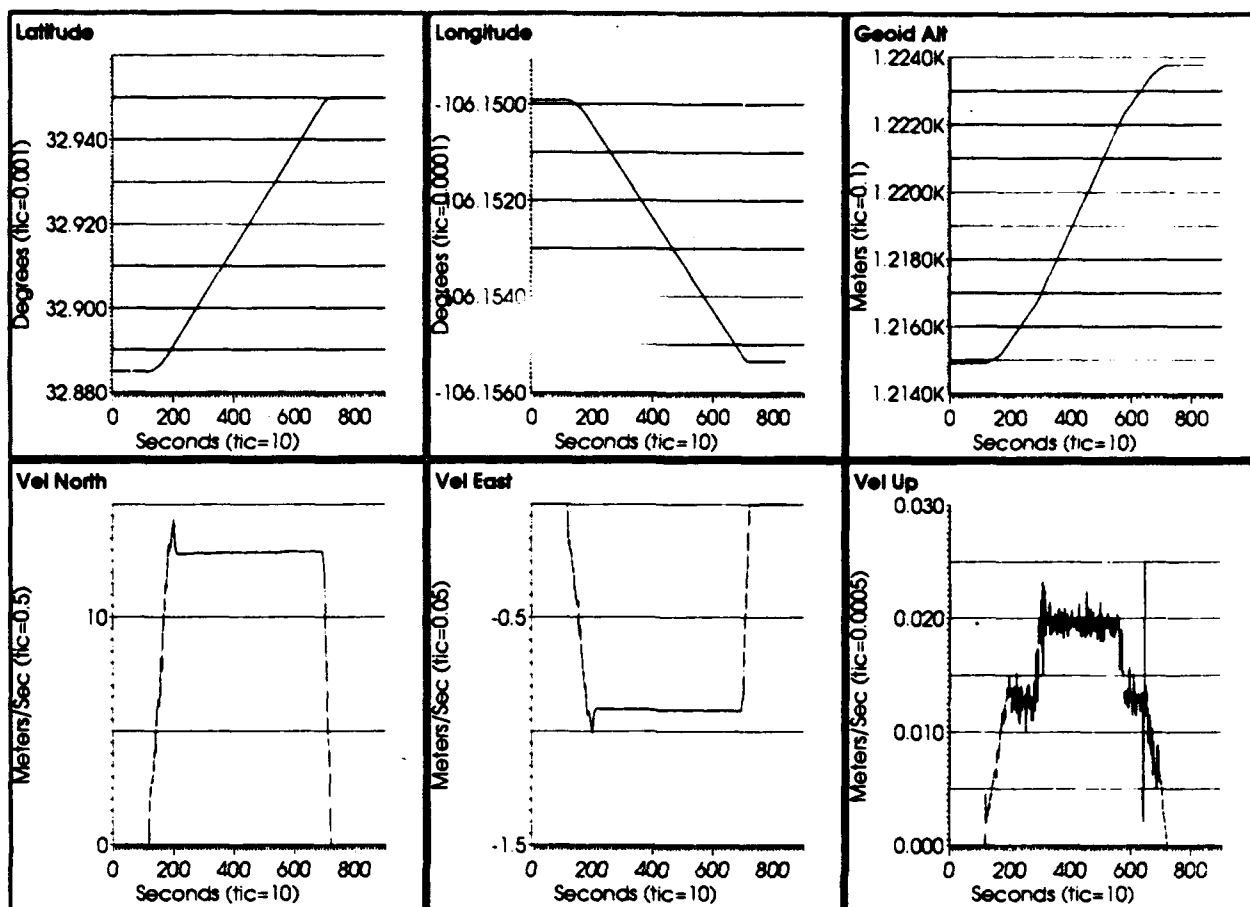 Latitude
Degrees (tic=0.001)
32.940
32.920
32.900
32.880
0 200 400 600 800
Seconds (tic=10)
Longitude
Degrees (tic=0.0001)
-106.1500
-106.1520
-106.1540
-106.1560
0 200 400 600 800
Seconds (tic=10)
Geoid Alt
Meters (tic=0.1)
1.2240K
1.2220K
1.2200K
1.2180K
1.2160K
1.2140K
0 200 400 600 800
Seconds (tic=10)
Vel North
Meters/Sec (tic=0.5)
10
0
0 200 400 600 800
Seconds (tic=10)
Vel East
Meters/Sec (tic=0.05)
-0.5
-1.5
0 200 400 600 800
Seconds (tic=10)
Vel Up
Meters/Sec (tic=0.0005)
0.030
0.020
0.010
0.000
0 200 400 600 800
Seconds (tic=10)